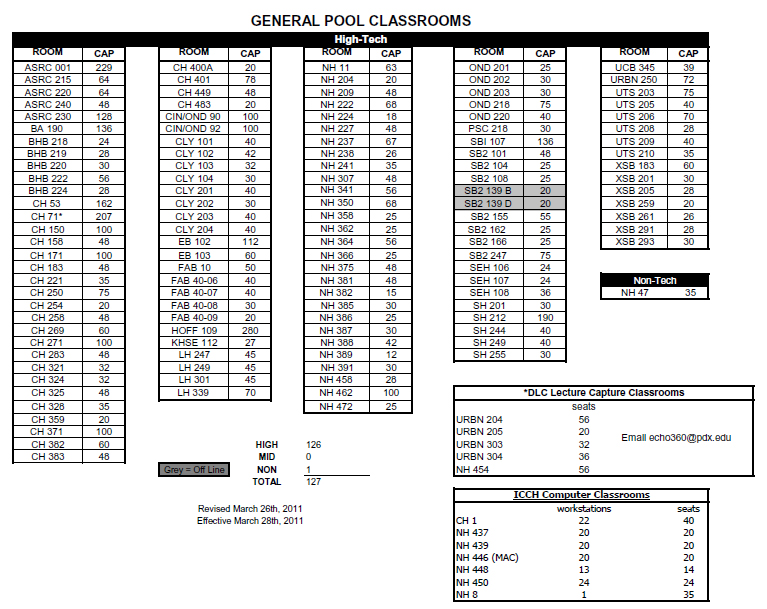 GENERAL POOL CLASSROOMS
High-Tech
ROOM CAP
ASRC 001 229
ASRC 215 64
ASRC 220 64
ASRC 240 48
ASRC 230 128
BA 190 136
BHB 218 24
BHB 219 28
BHB 220 30
BHB 222 56
BHB 224 28
CH 53 162
CH 71* 207
CH 150 100
CH 158 48
CH 171 100
CH 183 48
CH 221 35
CH 250 75
CH 254 20
CH 258 48
CH 269 60
CH 271 100
CH 283 48
CH 321 32
CH 324 32
CH 325 48
CH 328 35
CH 359 20
CH 371 100
CH 382 60
CH 383 48
ROOM CAP
CH 400A 20
CH 401 78
CH 449 48
CH 483 20
CIN/OND 90 100
CIN/OND 92 100
CLY 101 40
CLY 102 42
CLY 103 32
CLY 104 30
CLY 201 40
CLY 202 30
CLY 203 40
CLY 204 40
EB 102 112
EB 103 60
FAB 10 50
FAB 40-06 40
FAB 40-07 40
FAB 40-08 30
FAB 40-09 20
HOFF 109 280
KHSE 112 27
LH 247 45
LH 249 45
LH 301 45
LH 339 70
ROOM CAP
NH 11 63
NH 204 20
NH 209 48
NH 222 68
NH 224 18
NH 227 48
NH 237 67
NH 238 26
NH 241 35
NH 307 48
NH 341 56
NH 350 68
NH 358 25
NH 362 25
NH 364 56
NH 366 25
NH 375 48
NH 381 48
NH 382 15
NH 385 30
NH 386 25
NH 387 30
NH 388 42
NH 389 12
NH 391 30
NH 458 28
NH 462 100
NH 472 25
ROOM CAP
OND 201 25
OND 202 30
OND 203 30
OND 218 75
OND 220 40
PSC 218 30
SBI 107 136
SB2 101 48
SB2 104 25
SB2 108 25
SB2 139 B 20
SB2 139 D 20
SB2 155 55
SB2 162 25
SB2 166 25
SB2 247 75
SEH 106 24
SEH 107 24
SEH 108 36
SH 201 30
SH 212 190
SH 244 40
SH 249 40
SH 255 30
ROOM CAP
UCB 345 39
URBN 250 72
UTS 203 75
UTS 205 40
UTS 206 70
UTS 208 28
UTS 209 40
UTS 210 35
XSB 183 60
XSB 201 30
XSB 205 28
XSB 259 20
XSB 261 26
XSB 291 28
XSB 293 30
Non-Tech
NH 47 35
*DLC Lecture Capture Classrooms
seats
URBN 204 56
URBN 205 20
URBN 303 32
URBN 304 36
NH 454 56
Email echo360@pdx.edu
HIGH 126
MID 0
NON 1
TOTAL 127
Grey = Off Line
Revised March 26th, 2011
Effective March 28th, 2011
ICCH Computer Classrooms
workstations seats
CH 1 22 40
NH 437 20 20
NH 439 20 20
NH 446 (MAC) 20 20
NH 448 13 14
NH 450 24 24
NH 8 1 35